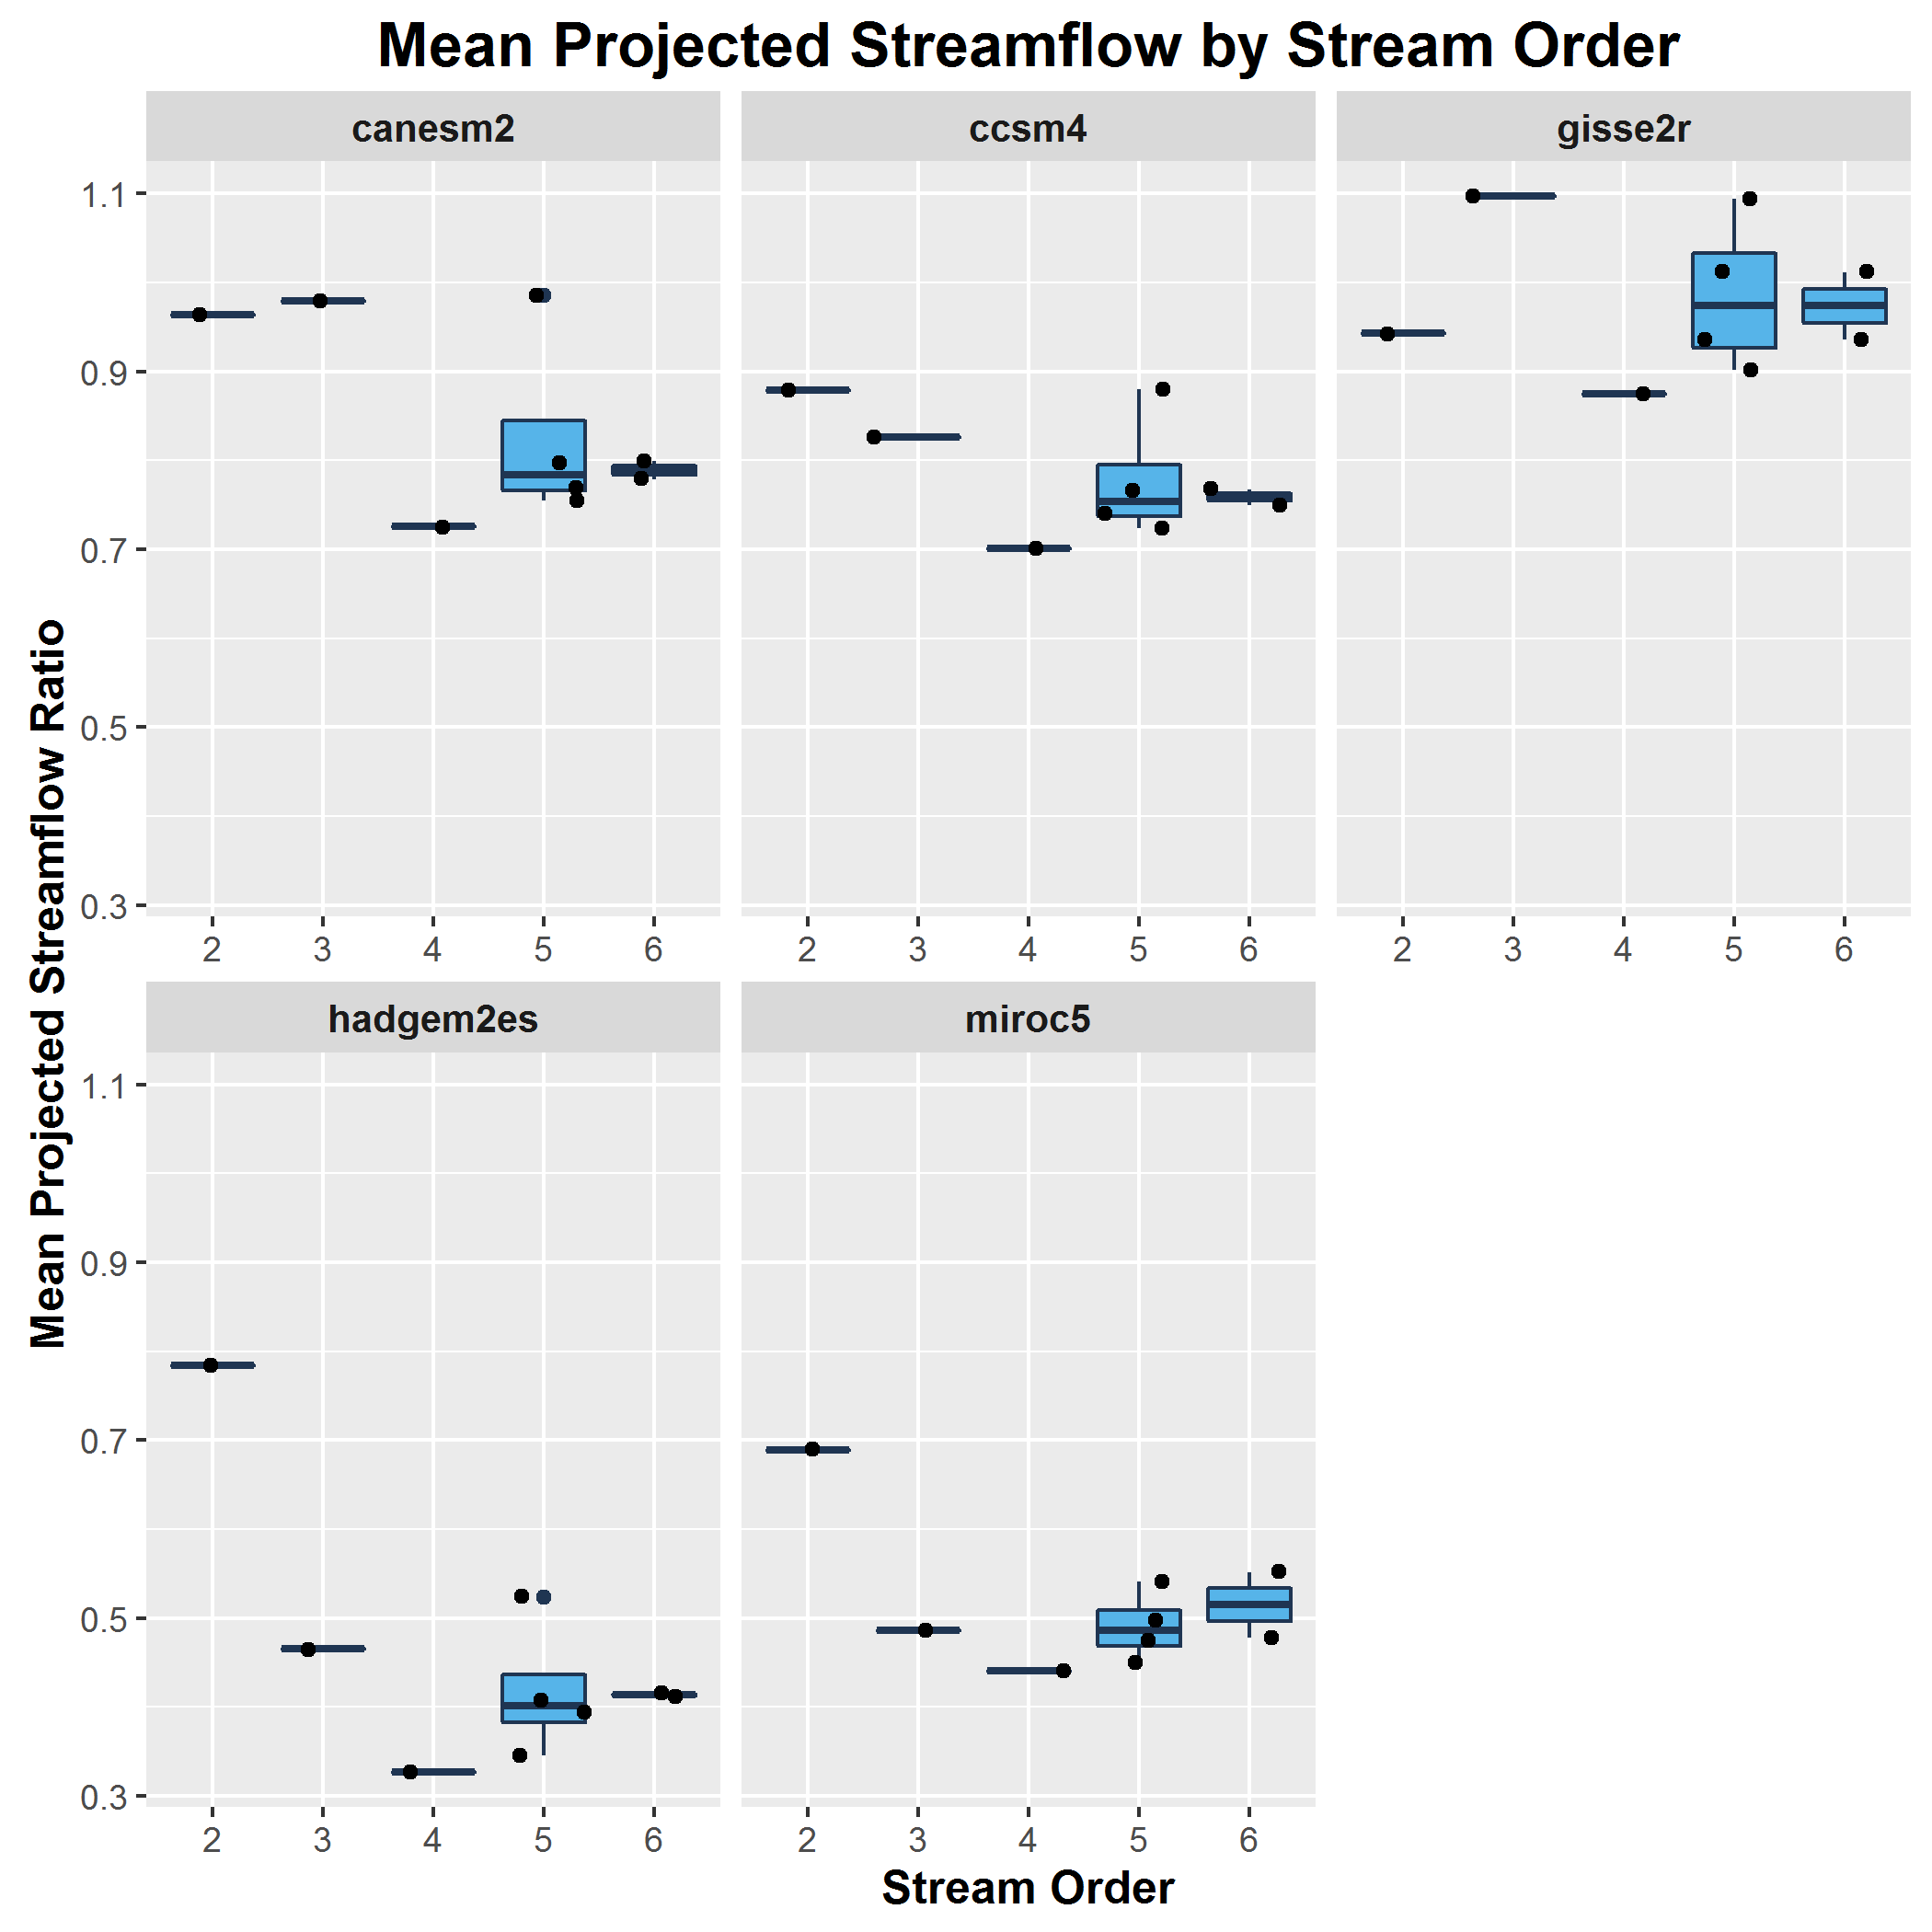 Mean Projected Streamflow by Stream Order
canesm2
ccsm4
gisse2r
1.1
0.9
0.7
0.5
0.3
2 3 4 5 6
2 3 4 5 6
2 3 4 5 6
Mean Projected Streamflow Ratio
hadgem2es
miroc5
1.1
0.9
0.7
0.5
0.3
2 3 4 5 6
2 3 4 5 6
Stream Order